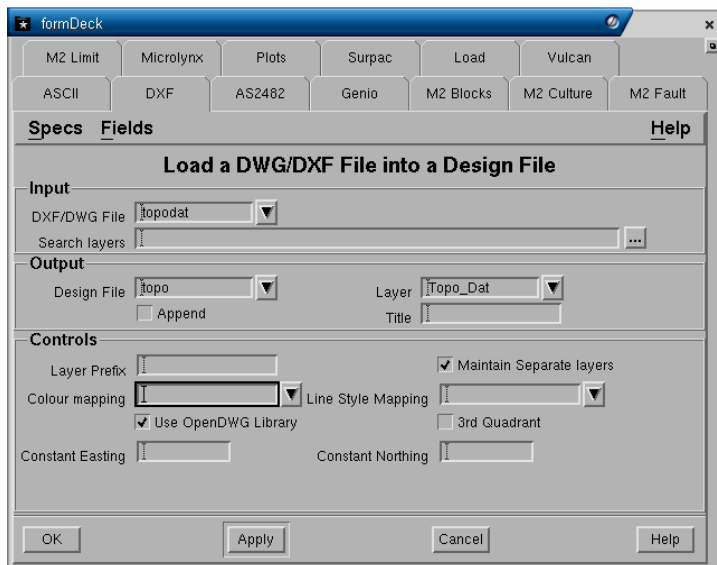 formDeck
M2 Limit Microlynx Plots Surpac Load Vulcan
ASCII DXF AS2482 Genio M2 Blocks M2 Culture M2 Fault
Specs Fields Help
Load a DWG/DXF File into a Design File
Input
DXF/DWG File topodat
Search layers ...
Output
Design File topo Layer Topo_Dat
Append Title
Controls
Layer Prefix Maintain Separate layers
Colour mapping Line Style Mapping
Use OpenDWG Library 3rd Quadrant
Constant Easting Constant Northing
OK Apply Cancel Help